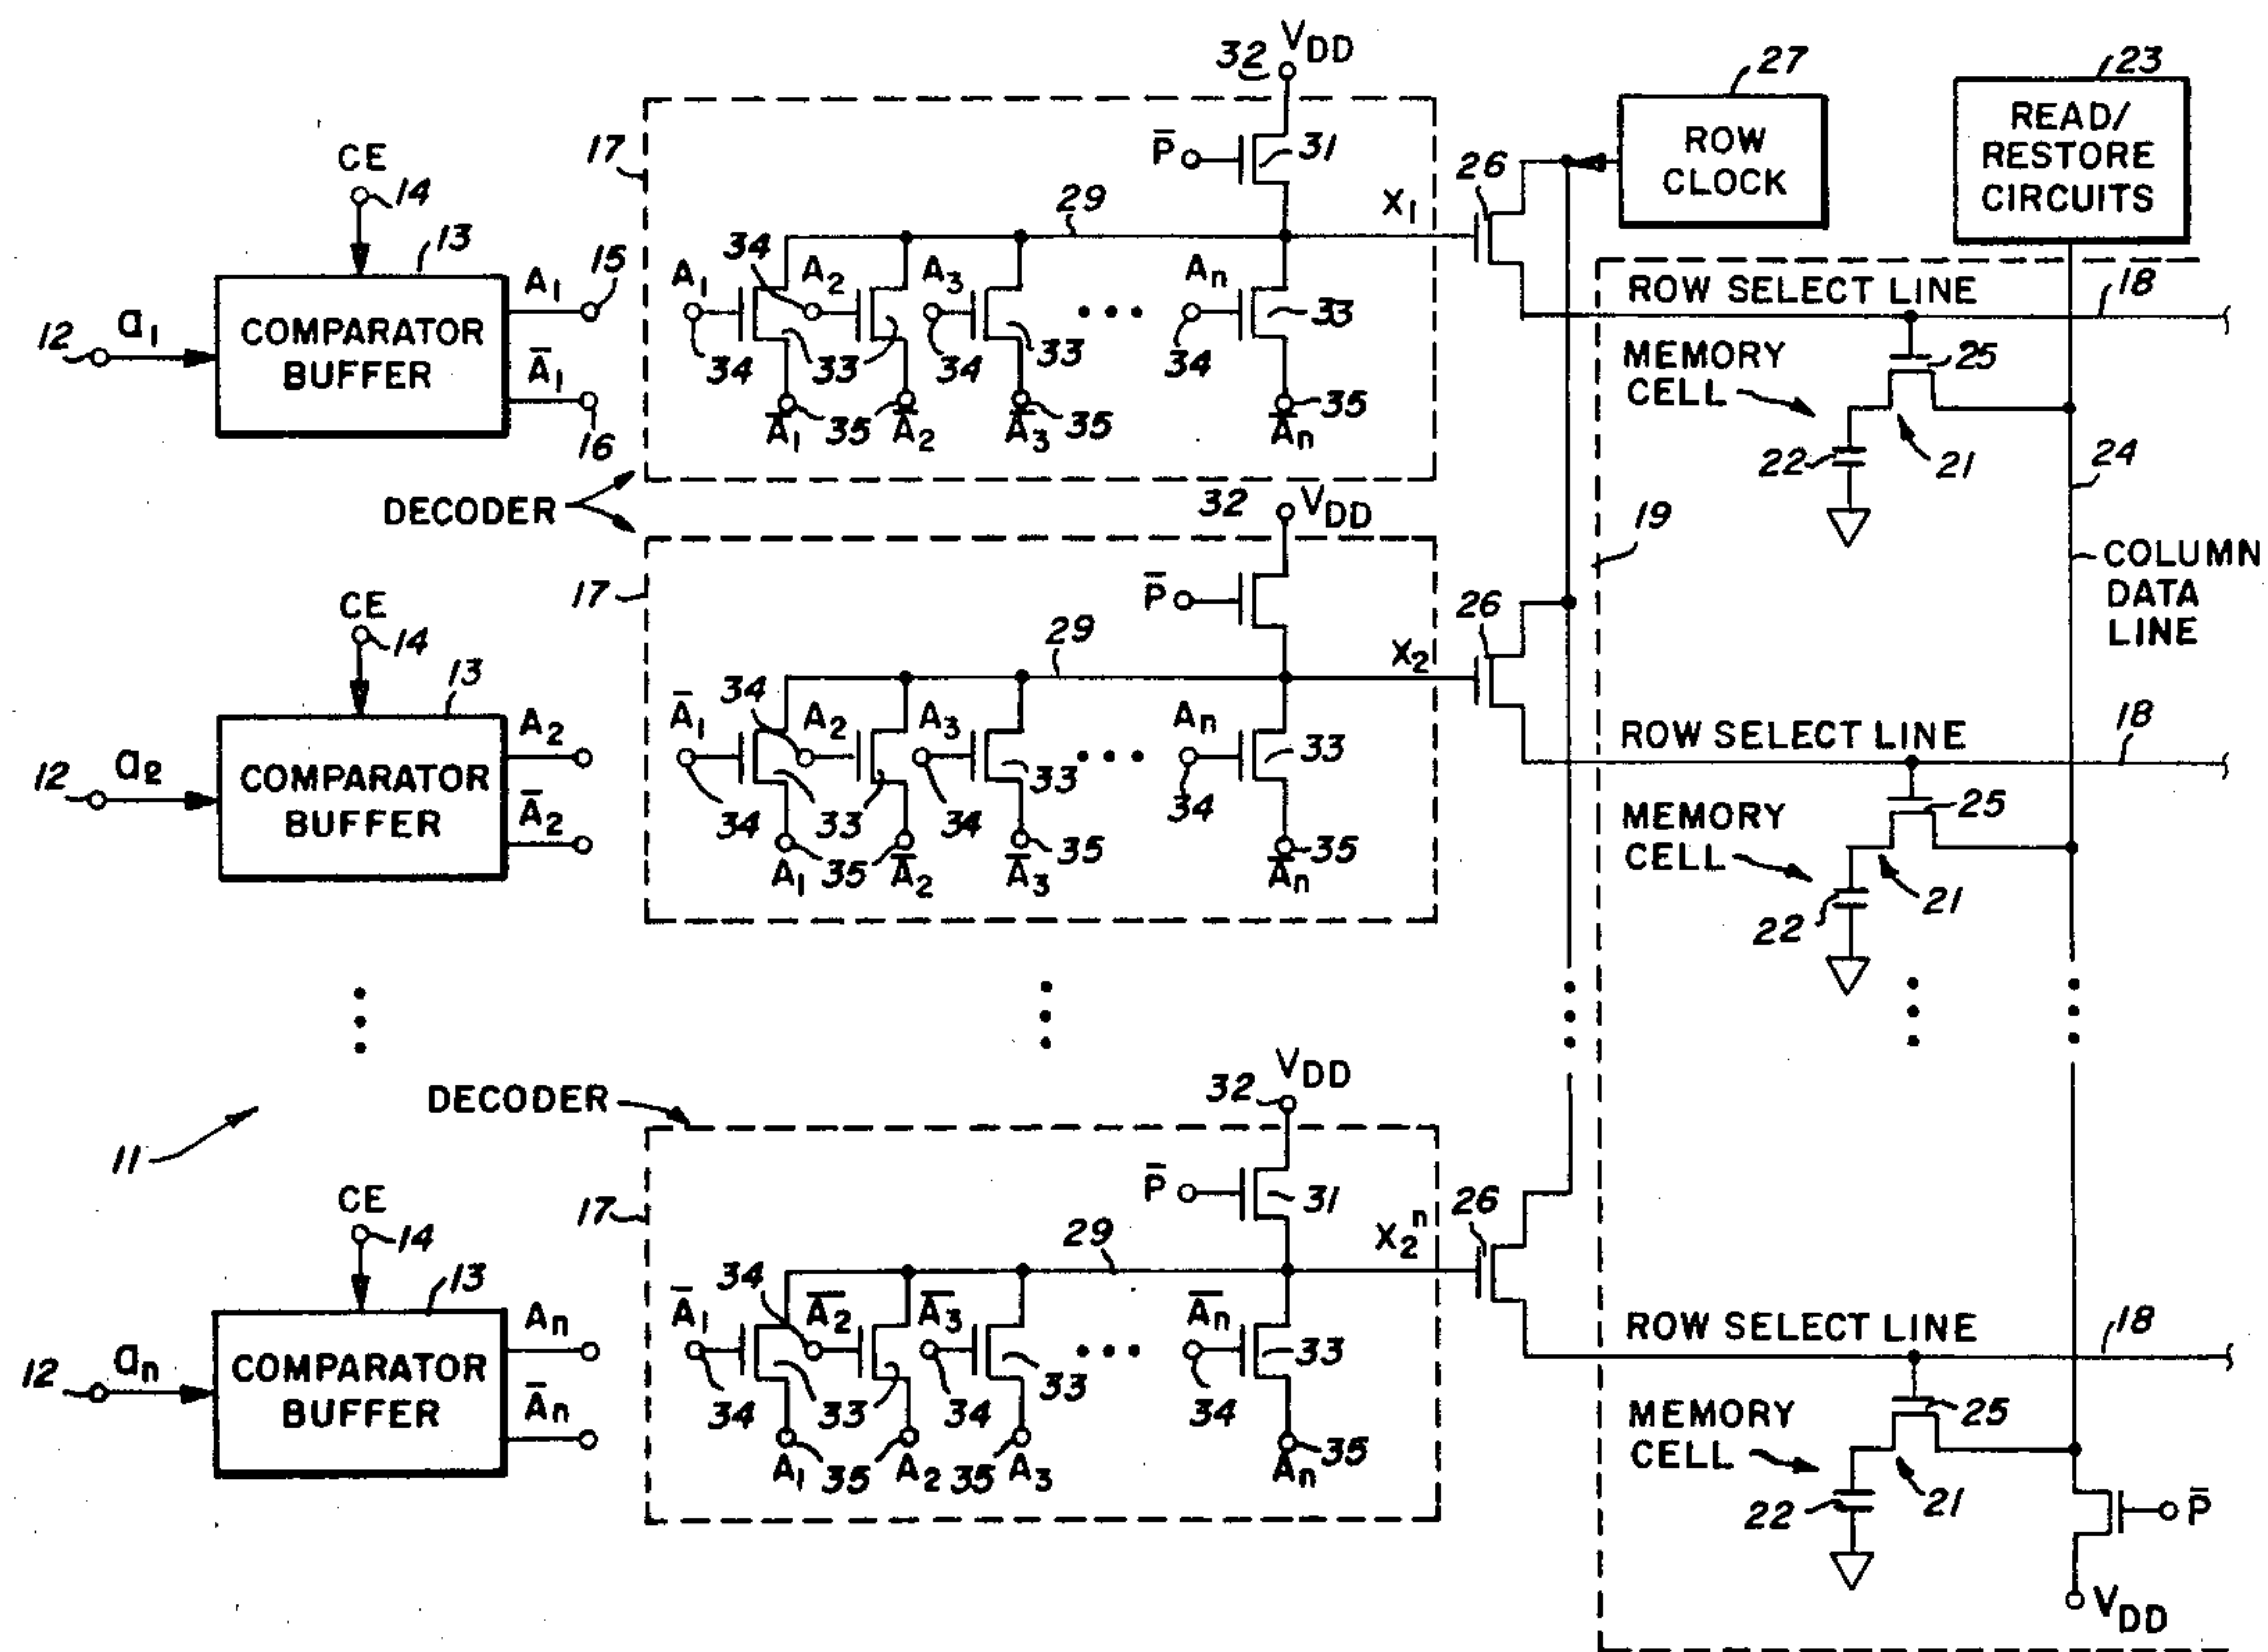 32 VDD
27
23
CE
14
17
P̄
31
26
ROW
CLOCK
READ/
RESTORE
CIRCUITS
13
A1
15
29
X1
34
A1
A2
A3
An
ROW SELECT LINE
18
12
a1
COMPARATOR
BUFFER
33
33
33
MEMORY
CELL
25
Ā1
34
34
34
16
Ā1
35
Ā2
Ā3
35
Ān
35
22
21
24
DECODER
32
VDD
19
COLUMN
DATA
LINE
CE
14
17
P̄
26
13
29
X2
34
Ā1
A2
A3
An
ROW SELECT LINE
18
12
a2
COMPARATOR
BUFFER
A2
Ā2
33
33
33
34
34
34
MEMORY
CELL
25
A1
35
Ā2
Ā3
35
Ān
35
22
21
DECODER
32
VDD
11
CE
14
17
P̄
31
26
13
29
X2n
34
Ā1
Ā2
Ā3
Ān
ROW SELECT LINE
18
12
an
COMPARATOR
BUFFER
An
Ān
33
33
33
34
34
34
MEMORY
CELL
25
A1
35
A2
35
A3
An
35
22
21
P̄
VDD